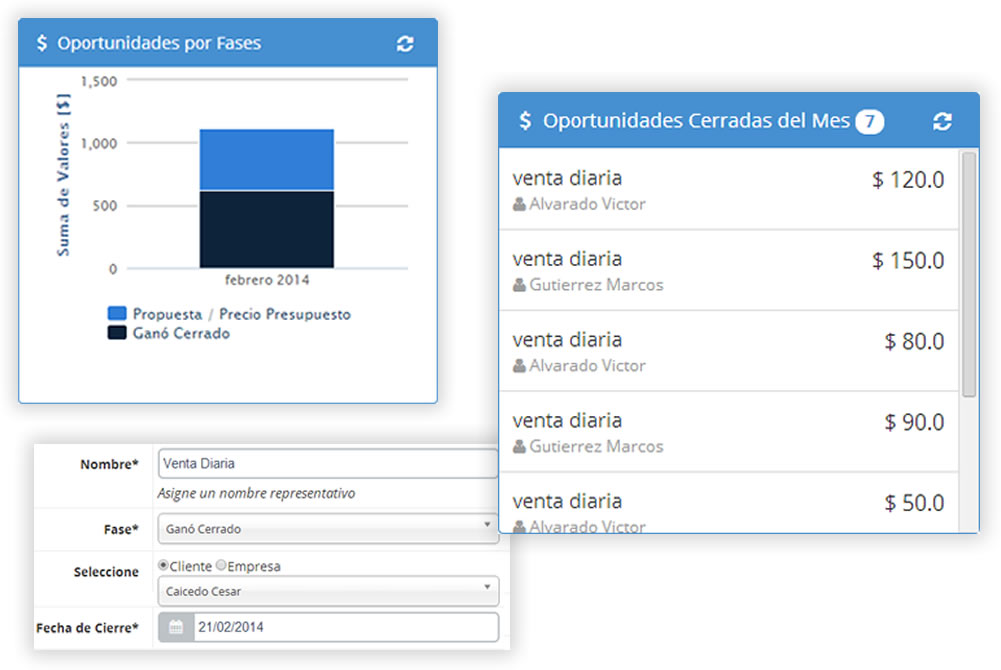 $ Oportunidades por Fases
1,500
1,000
500
0
Suma de Valores [$]
febrero 2014
Propuesta / Precio Presupuesto
Ganó Cerrado
$ Oportunidades Cerradas del Mes 7
venta diaria $ 120.0
Alvarado Victor
venta diaria $ 150.0
Gutierrez Marcos
venta diaria $ 80.0
Alvarado Victor
venta diaria $ 90.0
Gutierrez Marcos
venta diaria $ 50.0
Alvarado Victor
Nombre* Venta Diaria
Asigne un nombre representativo
Fase* Ganó Cerrado
Seleccione Cliente Empresa
Caicedo Cesar
Fecha de Cierre* 21/02/2014